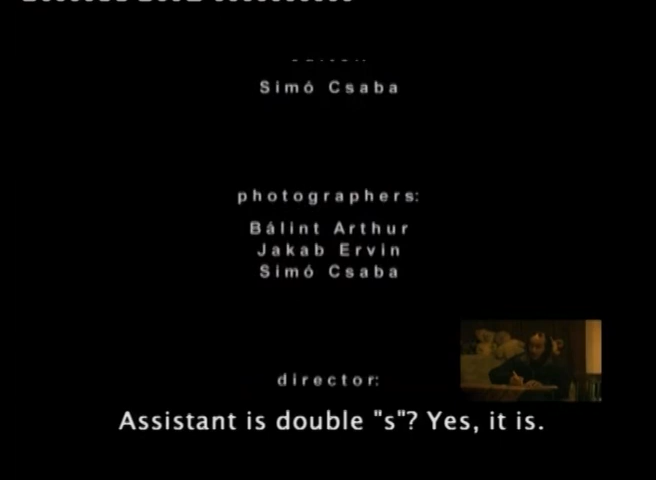 Simó Csaba
photographers:
Bálint Arthur
Jakab Ervin
Simó Csaba
director:
Assistant is double "s"? Yes, it is.